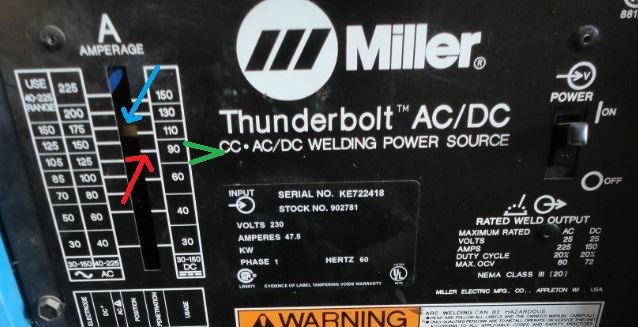 A
AMPERAGE
USE
40-225
RANGE
225
200
150 175
125 150
105 125
85 100
70 80
50 60
30 40
30-150 40-225
AC
150
130
110
90
60
40
30
30-150
DC
ELECTRODE
DC
AC
POSITION
PENETRATION
USAGE
Miller®
Thunderbolt™ AC/DC
CC • AC/DC WELDING POWER SOURCE
INPUT
SERIAL NO. KE722418
STOCK NO. 902781
VOLTS 230
AMPERES 47.5
KW
PHASE 1 HERTZ 60
EVIDENCE OF LABEL TAMPERING VOIDS WARRANTY
881
V
POWER
ON
OFF
RATED WELD OUTPUT
AC DC
MAXIMUM RATED
VOLTS 25 25
AMPS 225 150
DUTY CYCLE 20% 20%
MAX. OCV 80 72
NEMA CLASS III (20)
MILLER ELECTRIC MFG. CO., APPLETON WI , USA
WARNING
ARC WELDING CAN BE HAZARDOUS.